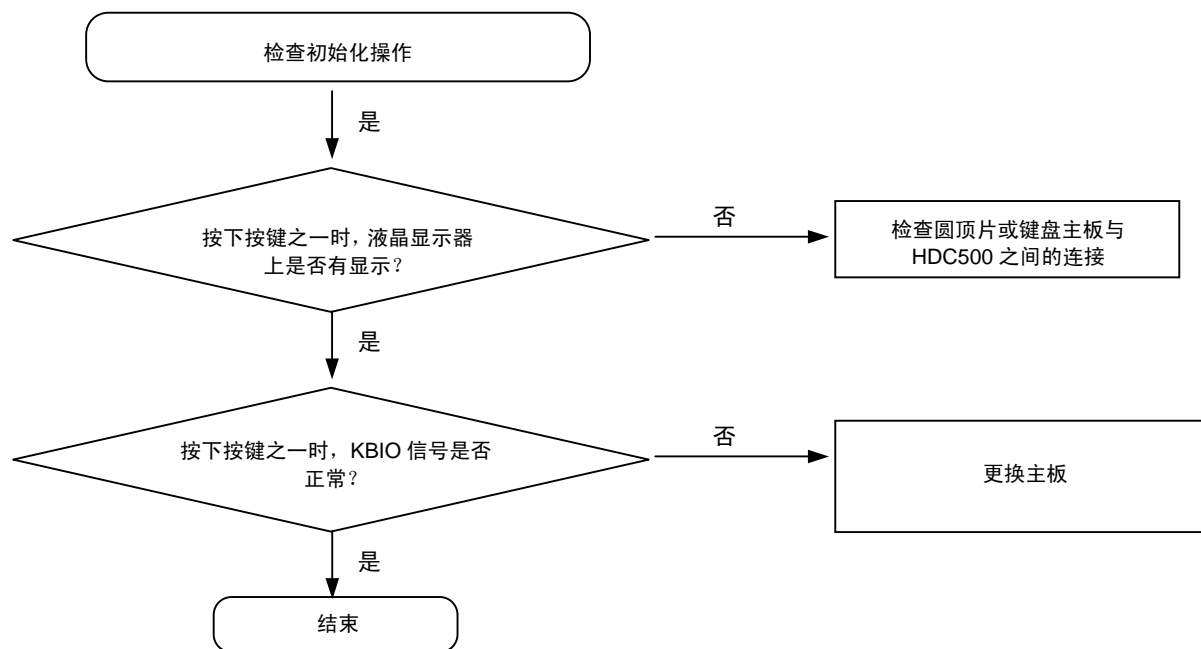 检查初始化操作
是
按下按键之一时，液晶显示器
上是否有显示？
否
检查圆顶片或键盘主板与
HDC500 之间的连接
是
按下按键之一时，KBIO 信号是否
正常？
否
更换主板
是
结束